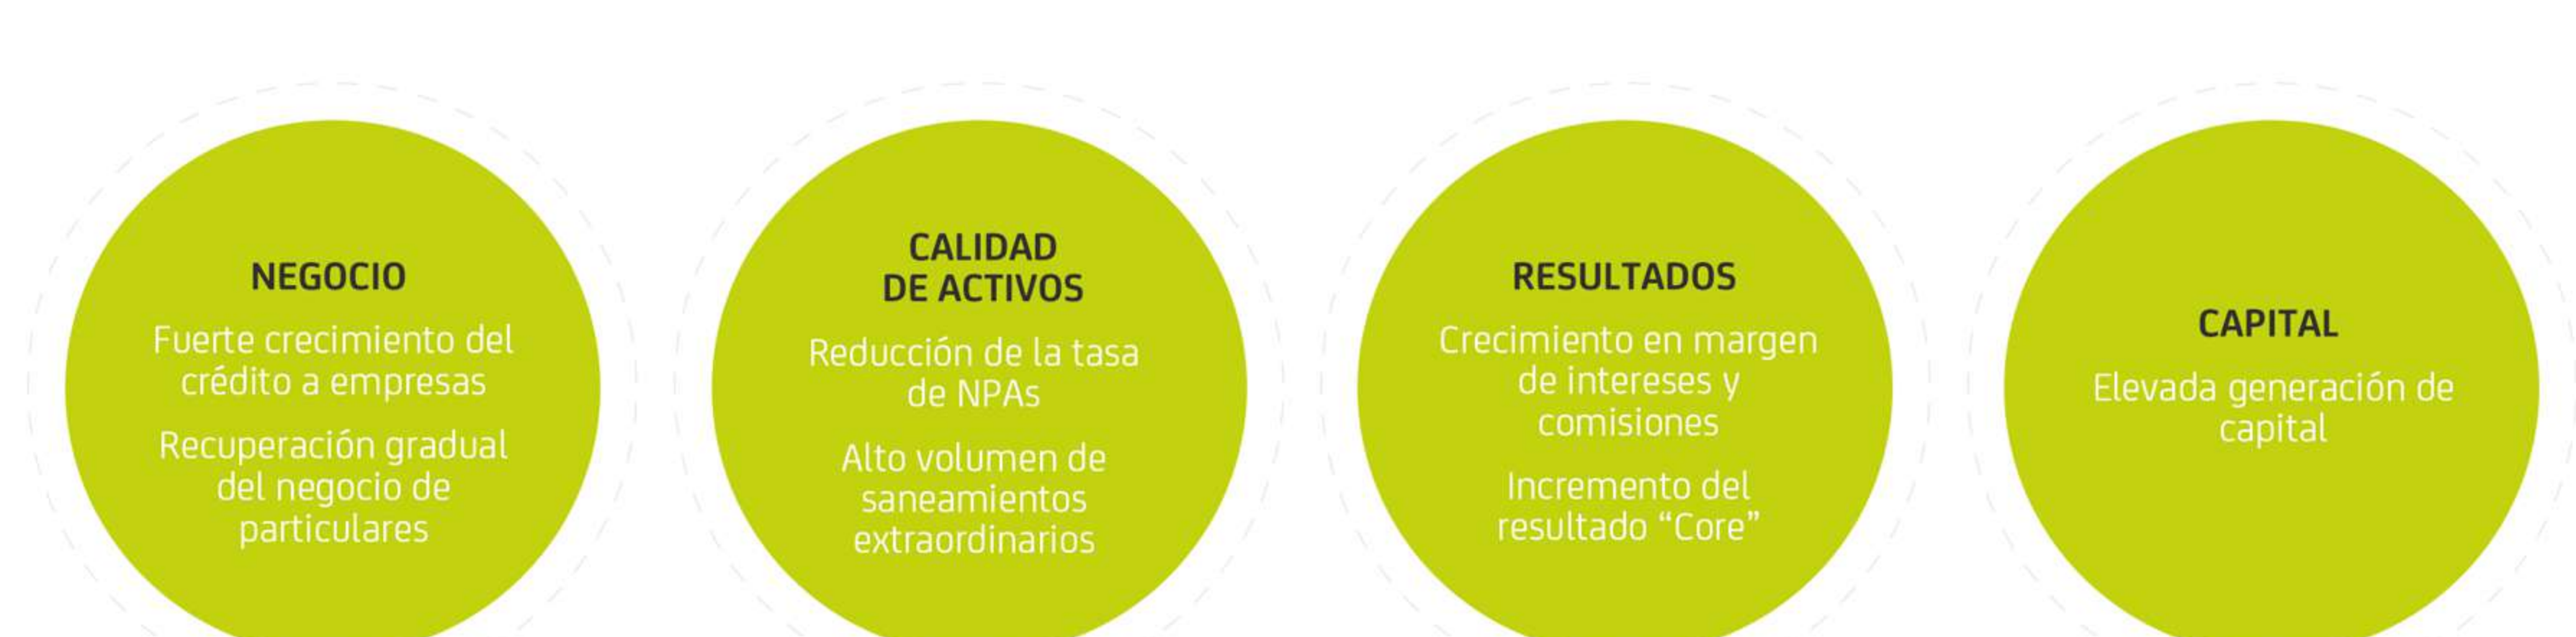 NEGOCIO
Fuerte crecimiento del
crédito a empresas
Recuperación gradual
del negocio de
particulares
CALIDAD
DE ACTIVOS
Reducción de la tasa
de NPAs
Alto volumen de
saneamientos
extraordinarios
RESULTADOS
Crecimiento en margen
de intereses y
comisiones
Incremento del
resultado “Core”
CAPITAL
Elevada generación de
capital